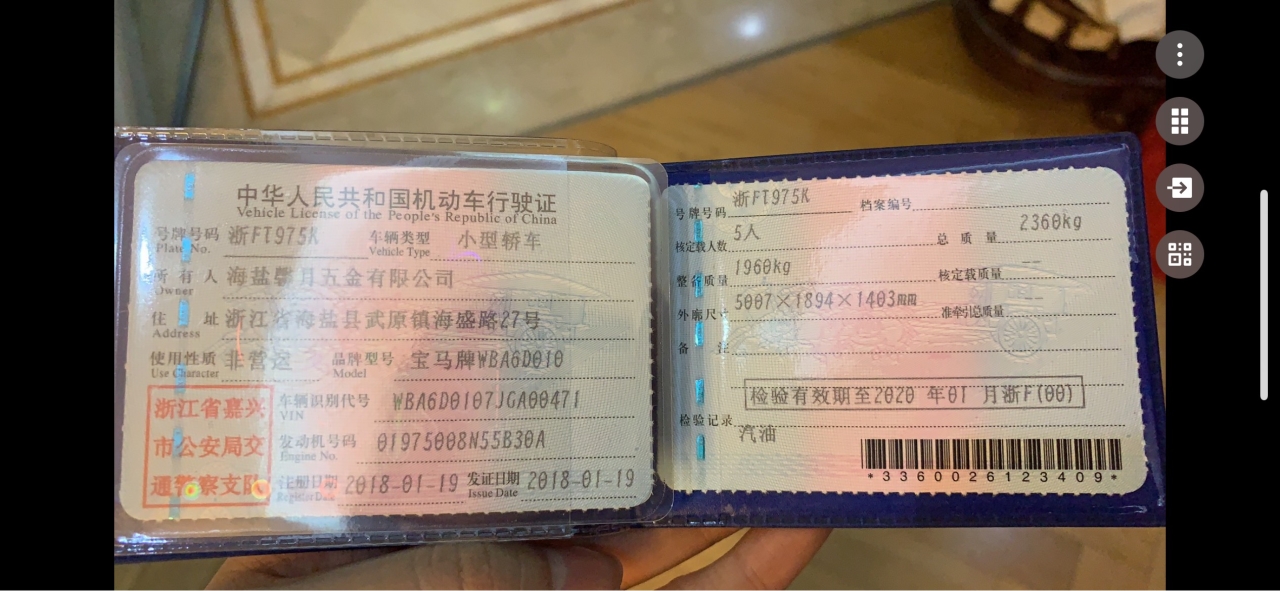 中华人民共和国机动车行驶证
Vehicle License of the People's Republic of China
号牌号码 浙FT975K 车辆类型 小型轿车
Plate No. Vehicle Type
所有人 海盐 月五金有限公司
Owner
住址 浙江省海盐县武原镇海盛路27号
Address
使用性质 非营运 品牌型号 宝马牌WBA6D010
Use Character Model
浙江省嘉兴
市公安局交
通警察支队
车辆识别代号 WBA6D0107JGA00471
VIN
发动机号码 01975008N55B30A
Engine No.
注册日期 2018-01-19 发证日期 2018-01-19
Register Date Issue Date
号牌号码 浙FT975K 档案编号
核定载人数 5人 总质量 2360kg
整备质量 1960kg 核定载质量 --
外廓尺寸 5007×1894×1403 准牵引总质量 --
备注
检验有效期至2020 年01 月浙F(00)
检验记录
汽油
*3360026123409*